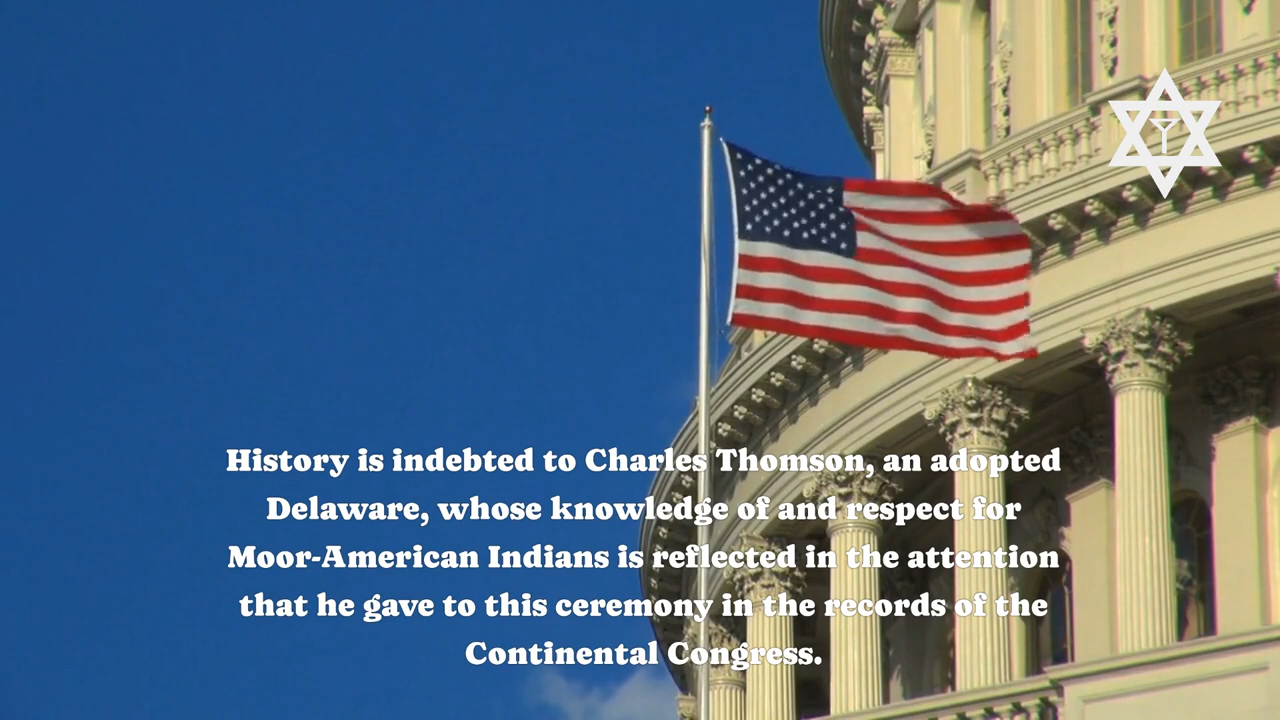 History is indebted to Charles Thomson, an adopted
Delaware, whose knowledge of and respect for
Moor-American Indians is reflected in the attention
that he gave to this ceremony in the records of the
Continental Congress.